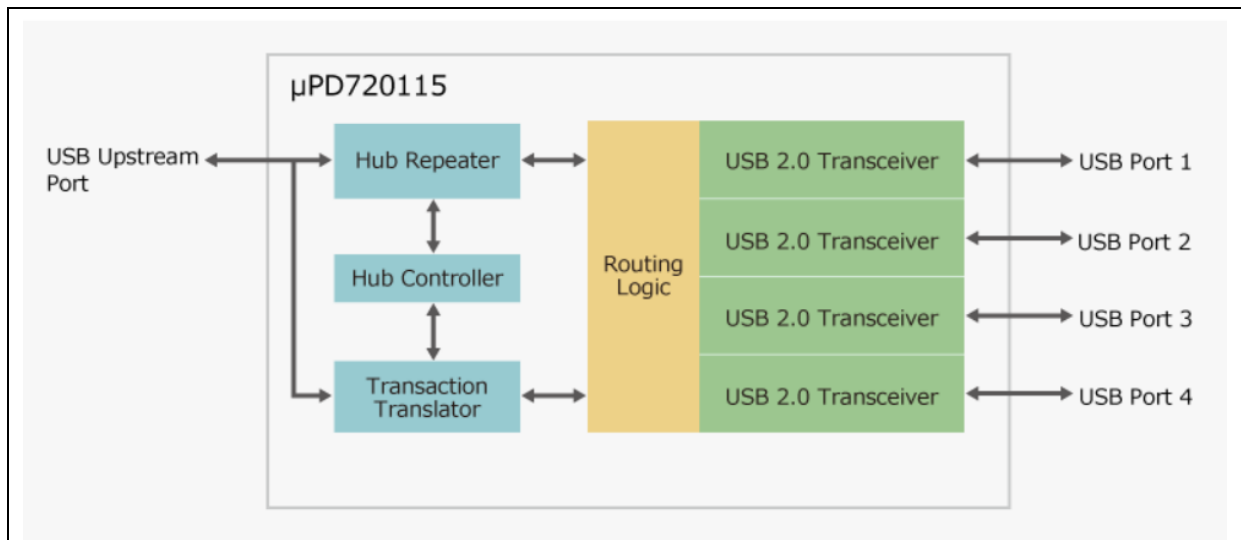 μPD720115
USB Upstream
Port
Hub Repeater
Hub Controller
Transaction
Translator
Routing
Logic
USB 2.0 Transceiver
USB 2.0 Transceiver
USB 2.0 Transceiver
USB 2.0 Transceiver
USB Port 1
USB Port 2
USB Port 3
USB Port 4